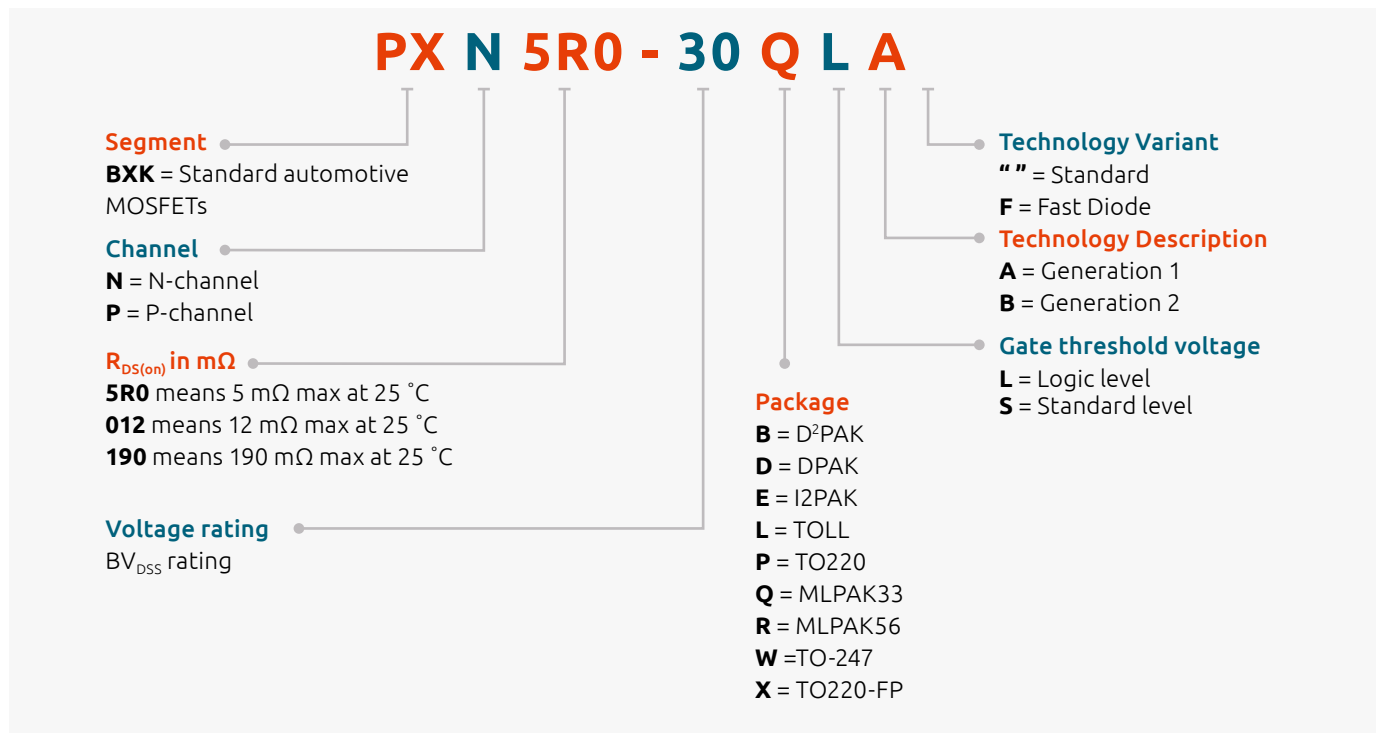 PX N 5R0 - 30 Q L A
Segment
BXK = Standard automotive
MOSFETs
Channel
N = N-channel
P = P-channel
RDS(on) in mΩ
5R0 means 5 mΩ max at 25 ˚C
012 means 12 mΩ max at 25 ˚C
190 means 190 mΩ max at 25 ˚C
Voltage rating
BVDSS rating
Package
B = D²PAK
D = DPAK
E = I2PAK
L = TOLL
P = TO220
Q = MLPAK33
R = MLPAK56
W =TO-247
X = TO220-FP
Technology Variant
“ ” = Standard
F = Fast Diode
Technology Description
A = Generation 1
B = Generation 2
Gate threshold voltage
L = Logic level
S = Standard level